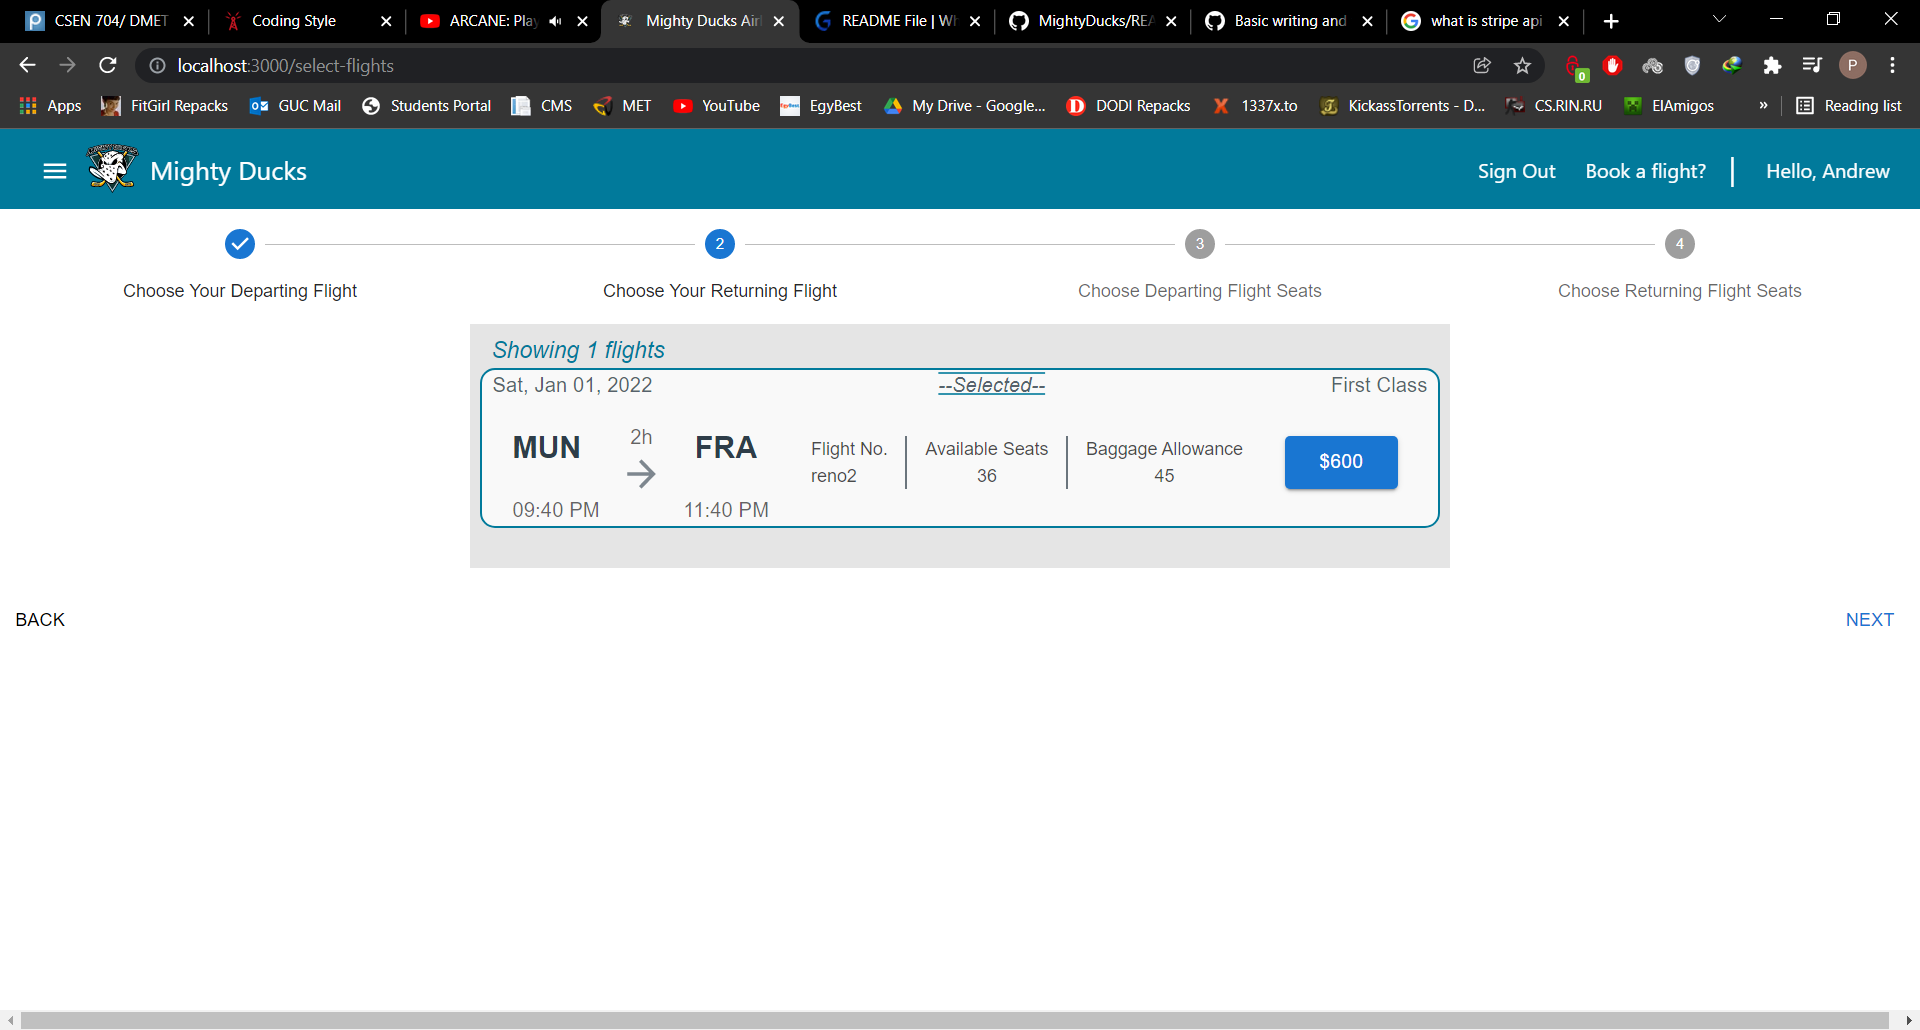 CSEN 704/ DMET
Coding Style
ARCANE: Play
Mighty Ducks Airl
README File | Wh
MightyDucks/REA
Basic writing and
what is stripe api
localhost:3000/select-flights
0
P
Apps
FitGirl Repacks
GUC Mail
Students Portal
CMS
MET
YouTube
EgyBest
My Drive - Google...
DODI Repacks
1337x.to
KickassTorrents - D...
CS.RIN.RU
ElAmigos
»
Reading list
Mighty Ducks
Sign Out
Book a flight?
Hello, Andrew
2
3
4
Choose Your Departing Flight
Choose Your Returning Flight
Choose Departing Flight Seats
Choose Returning Flight Seats
Showing 1 flights
Sat, Jan 01, 2022
--Selected--
First Class
MUN
2h
FRA
Flight No.
reno2
Available Seats
36
Baggage Allowance
45
$600
09:40 PM
11:40 PM
BACK
NEXT